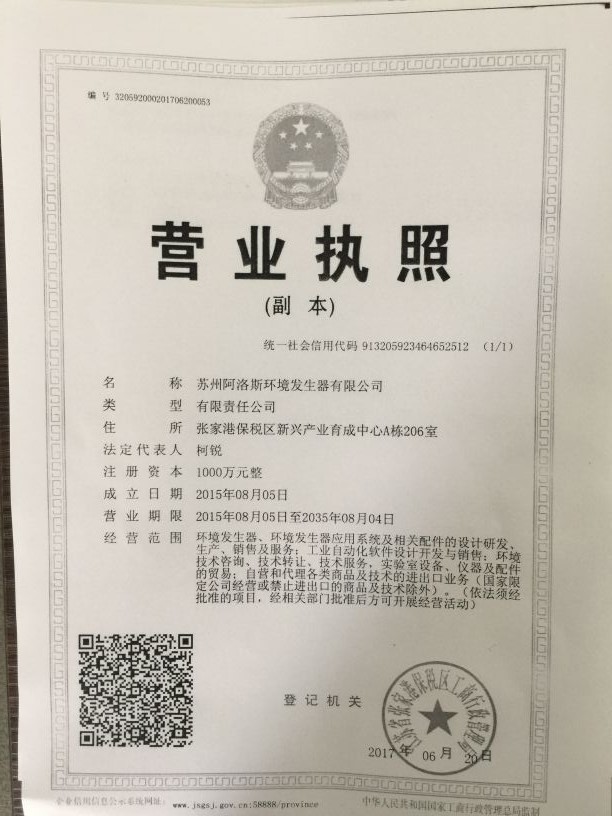 编 号 320592000201706200053
营业执照
(副 本)
统一社会信用代码 913205923464652512 (1/1)
名 称 苏州阿洛斯环境发生器有限公司
类 型 有限责任公司
住 所 张家港保税区新兴产业育成中心A栋206室
法定代表人 柯锐
注册资本 1000万元整
成立日期 2015年08月05日
营业期限 2015年08月05日至2035年08月04日
经营范围 环境发生器、环境发生器应用系统及相关配件的设计研发、
生产、销售及服务；工业自动化软件设计开发与销售；环境
技术咨询、技术转让、技术服务，实验室设备、仪器及配件
的贸易；自营和代理各类商品及技术的进出口业务（国家限
定公司经营或禁止进出口的商品及技术除外）。（依法须经
批准的项目，经相关部门批准后方可开展经营活动）
登记机关
江苏省张家港保税区工商行政管理局
2017年 06月 20日
企业信用信息公示系统网址： www.jsgsj.gov.cn:58888/province
中华人民共和国国家工商行政管理总局监制